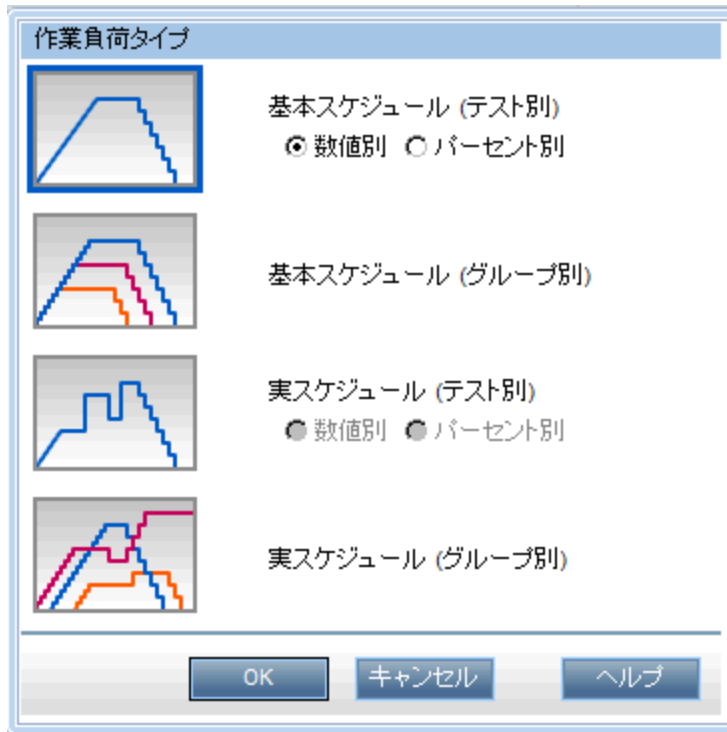 作業負荷タイプ
基本スケジュール (テスト別)
数値別 パーセント別
基本スケジュール (グループ別)
実スケジュール (テスト別)
数値別 パーセント別
実スケジュール (グループ別)
OK キャンセル ヘルプ